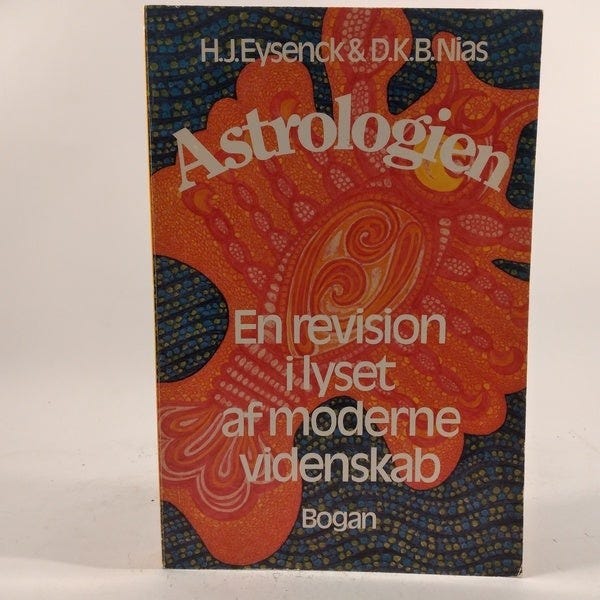 H.J.Eysenck & D.K.B.Nias
Astrologien
En revision
i lyset
af moderne
videnskab
Bogan